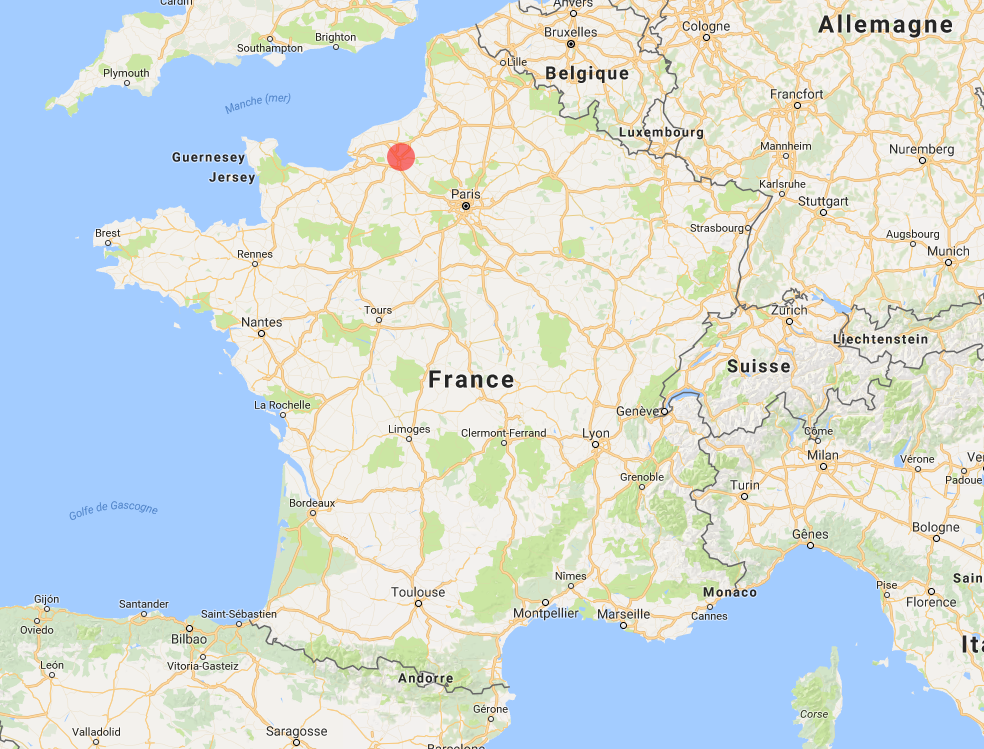 Cardin
Anvers
Cologne
Allemagne
Brighton
Southampton
Bruxelles
Lille
Plymouth
Belgique
Manche (mer)
Francfort
Luxembourg
Guernesey
Mannheim
Nuremberg
Jersey
Karlsruhe
Paris
Stuttgart
Brest
Strasbourg
Augsbourg
Rennes
Munich
Tours
Zurich
Nantes
Liechtenstein
Suisse
France
La Rochelle
Genève
Limoges
Clermont-Ferrand
Lyon
Côme
Milan
Vérone
Ve
Grenoble
Padoue
Turin
Bordeaux
Golfe de Gascogne
Gênes
Bologne
Nîmes
Sain
Gijón
Santander
Toulouse
Monaco
Pise
Florence
Saint-Sébastien
Montpellier
Marseille
Cannes
Oviedo
Bilbao
Ita
León
Vitoria-Gasteiz
Andorre
Gérone
Corse
Valladolid
Saragosse
Barcelone